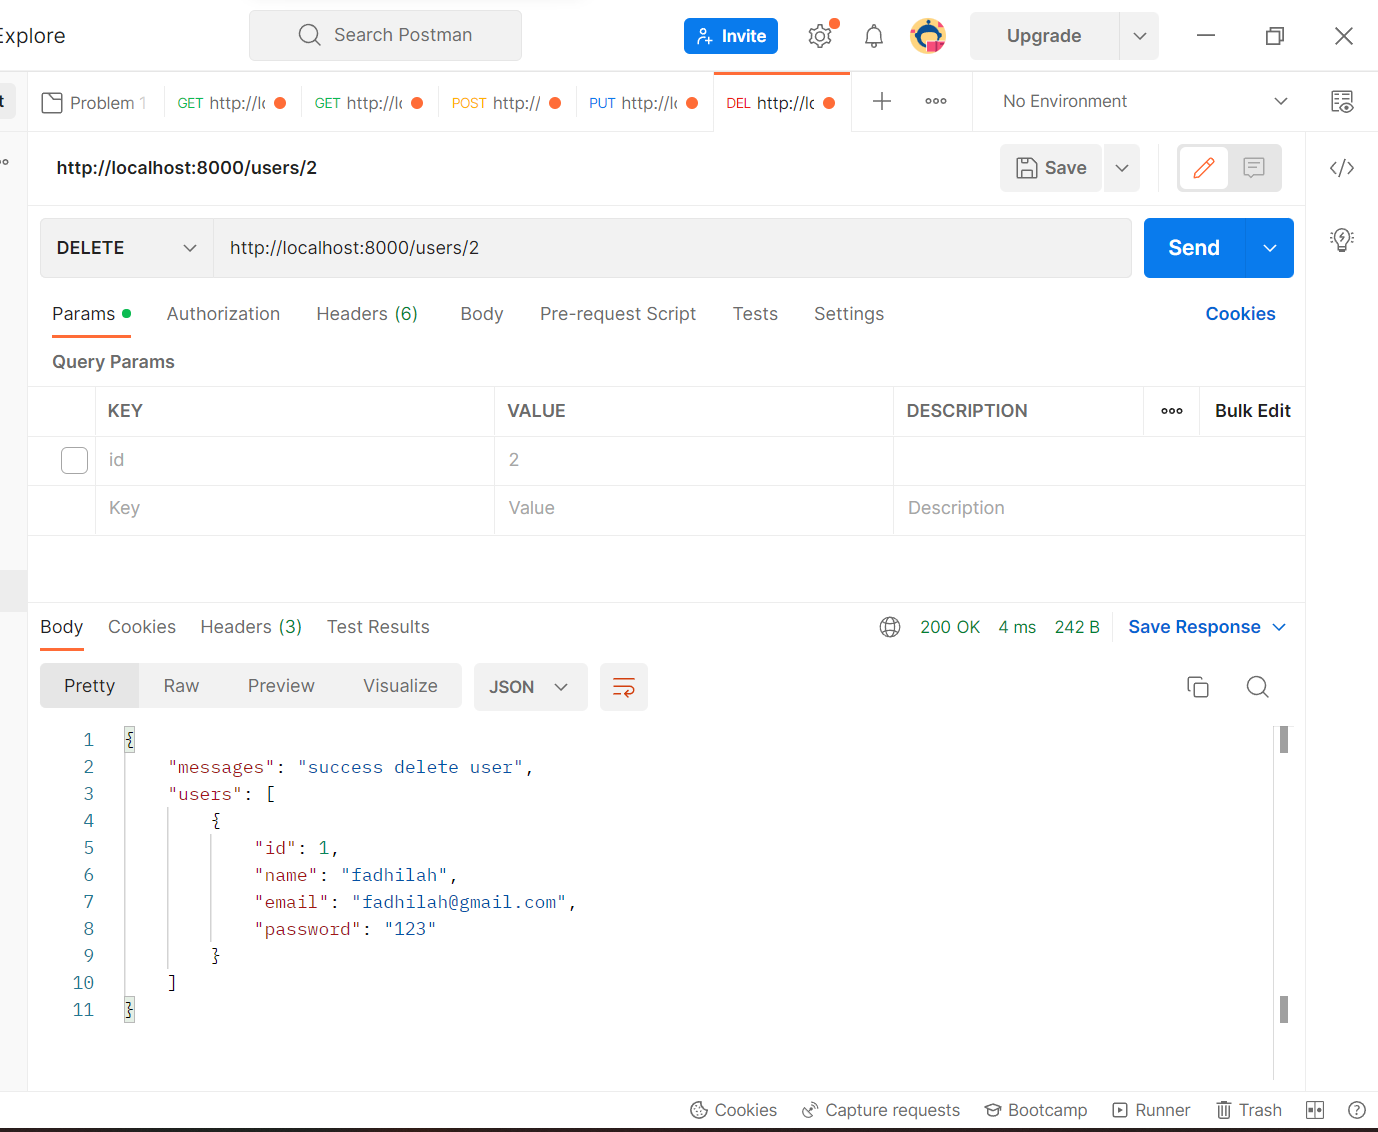 Explore
Search Postman
Invite
Upgrade
Problem 1
GET http://lc
GET http://lc
POST http://
PUT http://lc
DEL http://lc
No Environment
http://localhost:8000/users/2
Save
DELETE
http://localhost:8000/users/2
Send
Params
Authorization
Headers (6)
Body
Pre-request Script
Tests
Settings
Cookies
Query Params
KEY
VALUE
DESCRIPTION
Bulk Edit
id
2
Key
Value
Description
Body
Cookies
Headers (3)
Test Results
200 OK
4 ms
242 B
Save Response
Pretty
Raw
Preview
Visualize
JSON
1 {
2 "messages": "success delete user",
3 "users": [
4 {
5 "id": 1,
6 "name": "fadhilah",
7 "email": "fadhilah@gmail.com",
8 "password": "123"
9 }
10 ]
11 }
Cookies
Capture requests
Bootcamp
Runner
Trash